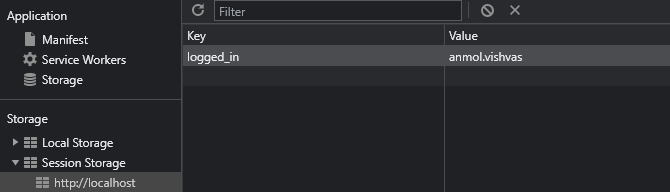 Application
Manifest
Service Workers
Storage
Storage
Local Storage
Session Storage
http://localhost
Filter
Key Value
logged_in anmol.vishvas